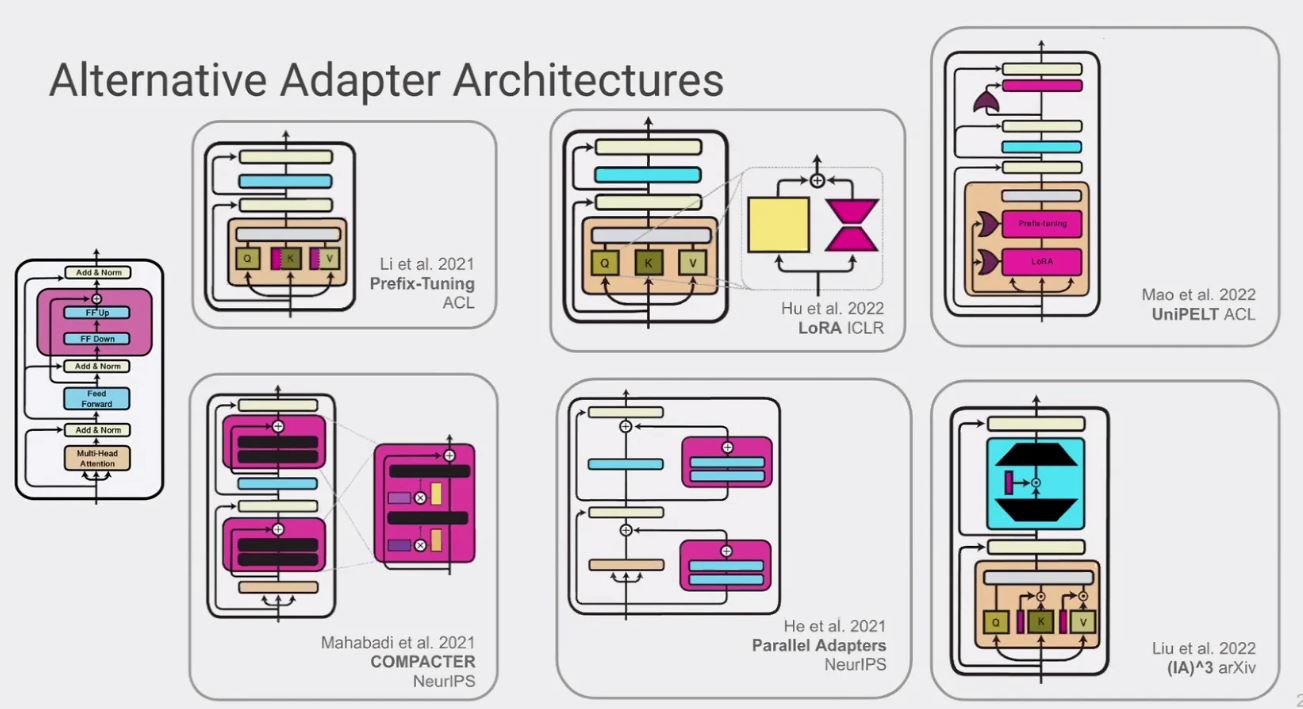 Alternative Adapter Architectures
Add & Norm
FF Up
FF Down
Add & Norm
Feed
Forward
Add & Norm
Multi-Head
Attention
Q
K
V
Li et al. 2021
Prefix-Tuning
ACL
Q
K
V
Hu et al. 2022
LoRA ICLR
Prefix-tuning
LoRA
Mao et al. 2022
UniPELT ACL
Mahabadi et al. 2021
COMPACTER
NeurIPS
He et al. 2021
Parallel Adapters
NeurIPS
Q
K
V
Liu et al. 2022
(IA)^3 arXiv
2